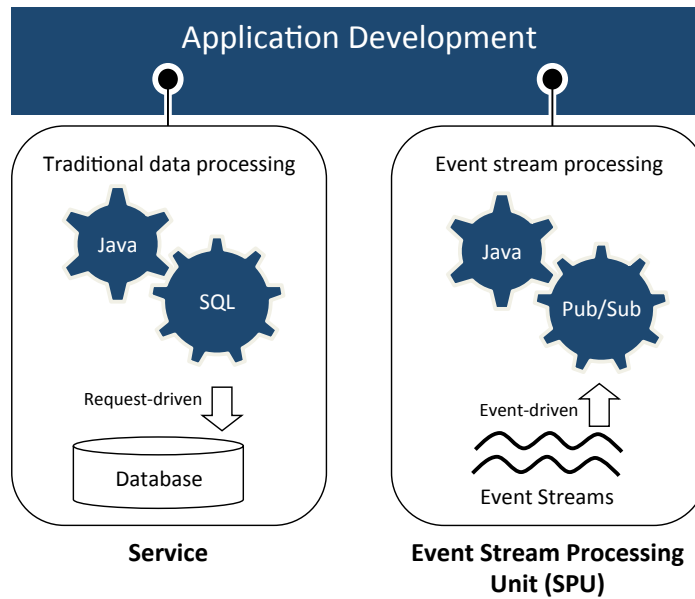 Application Development
Traditional data processing
Java
SQL
Request-driven
Database
Service
Event stream processing
Java
Pub/Sub
Event-driven
Event Streams
Event Stream Processing
Unit (SPU)